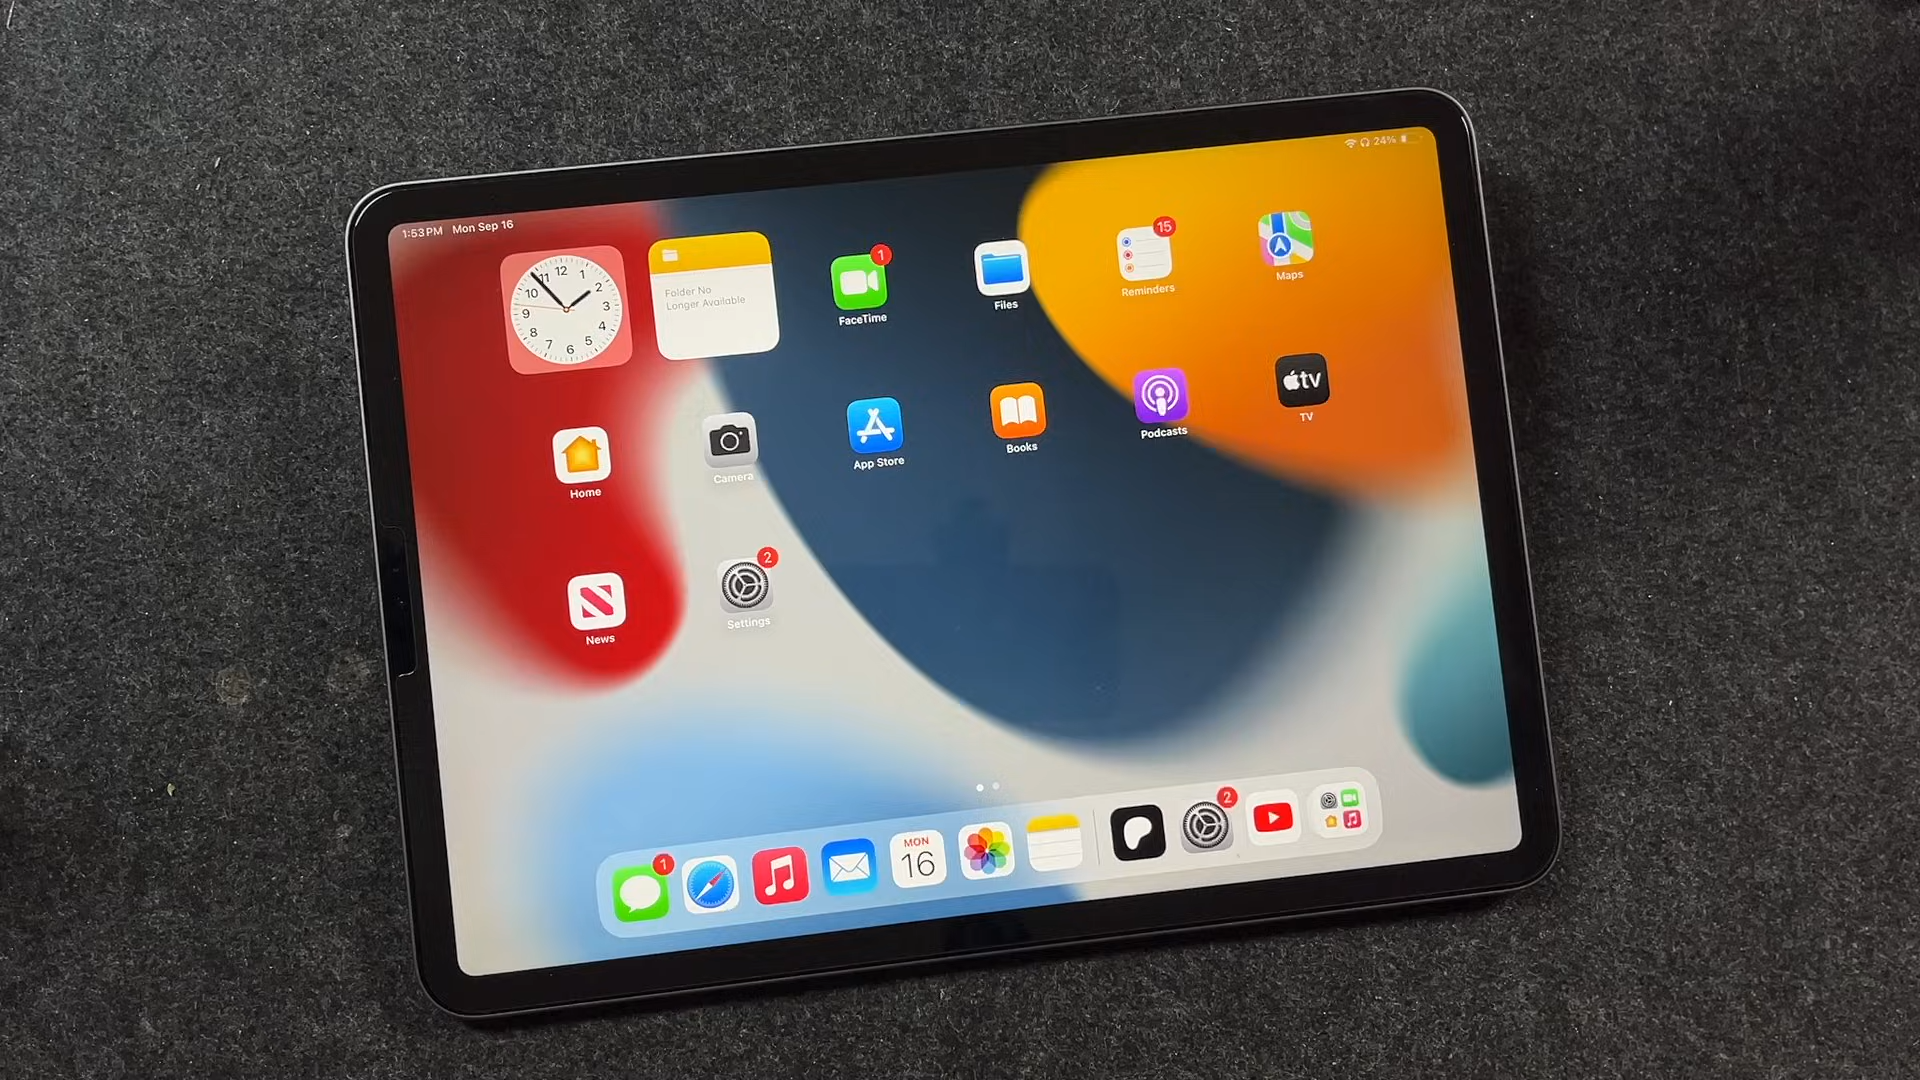 1:53 PM Mon Sep 16
24%
12
1
2
3
4
5
6
7
8
9
10
11
Folder No
Longer Available
1
FaceTime
Files
15
Reminders
Maps
Home
Camera
App Store
Books
Podcasts
tv
TV
News
2
Settings
1
MON
16
2